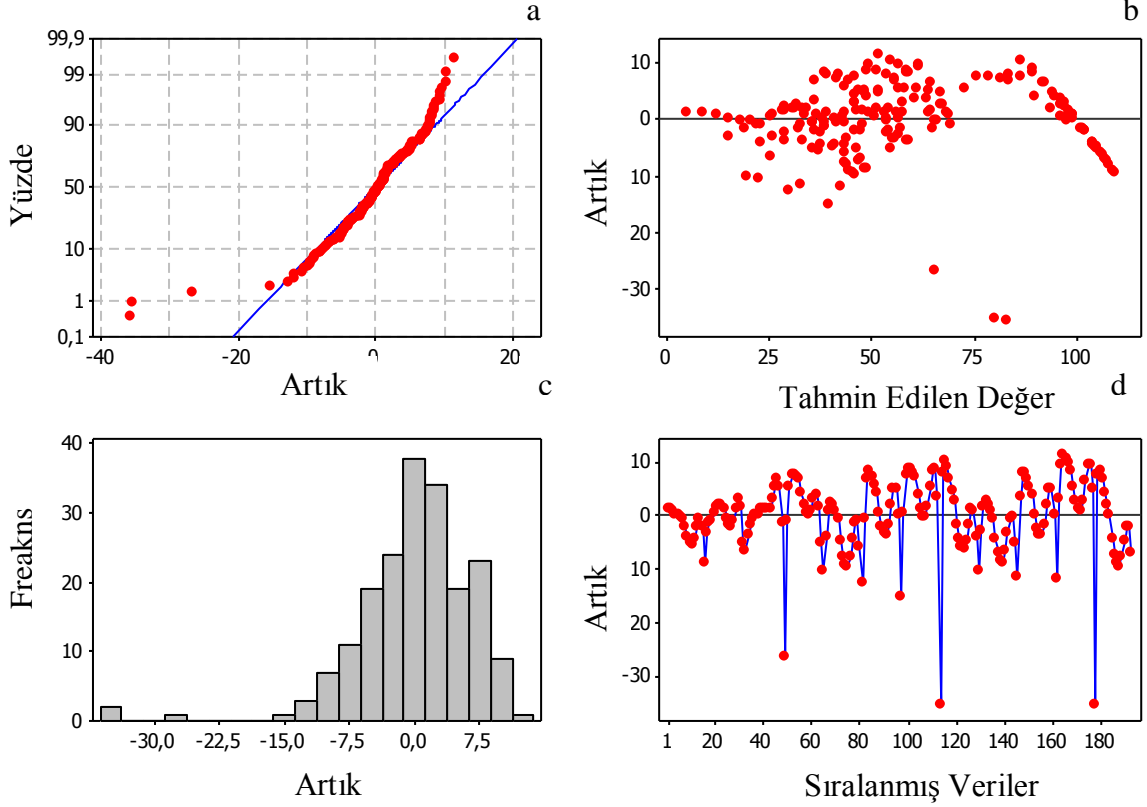 a
99,9
99
90
50
10
1
0,1
Yüzde
-40 -20 0 20
Artık
b
10
0
10
-30
Artık
0 25 50 75 100
Tahmin Edilen Değer
c
40
30
20
10
0
Freakns
-30,0 -22,5 -15,0 -7,5 0,0 7,5
Artık
d
10
0
10
20
-30
Artık
1 20 40 60 80 100 120 140 160 180
Sıralanmış Veriler